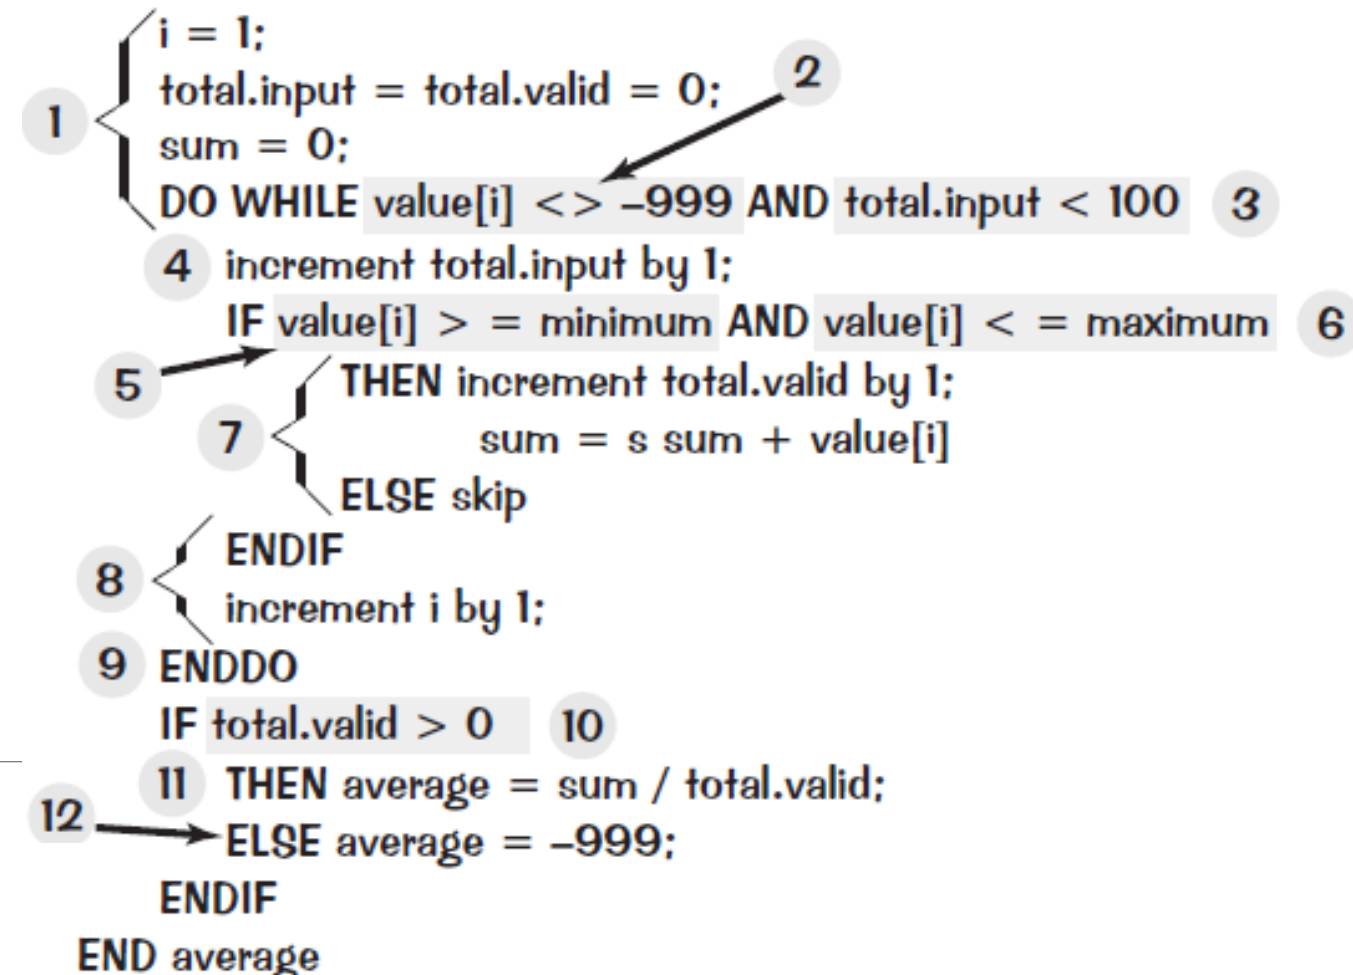 i = 1;
total.input = total.valid = 0;
2
1
sum = 0;
DO WHILE value[i] <> –999 AND total.input < 100 3
4 increment total.input by 1;
IF value[i] > = minimum AND value[i] < = maximum 6
5
THEN increment total.valid by 1;
7
sum = s sum + value[i]
ELSE skip
ENDIF
8
increment i by 1;
9 ENDDO
IF total.valid > 0 10
11 THEN average = sum / total.valid;
12
ELSE average = –999;
ENDIF
END average